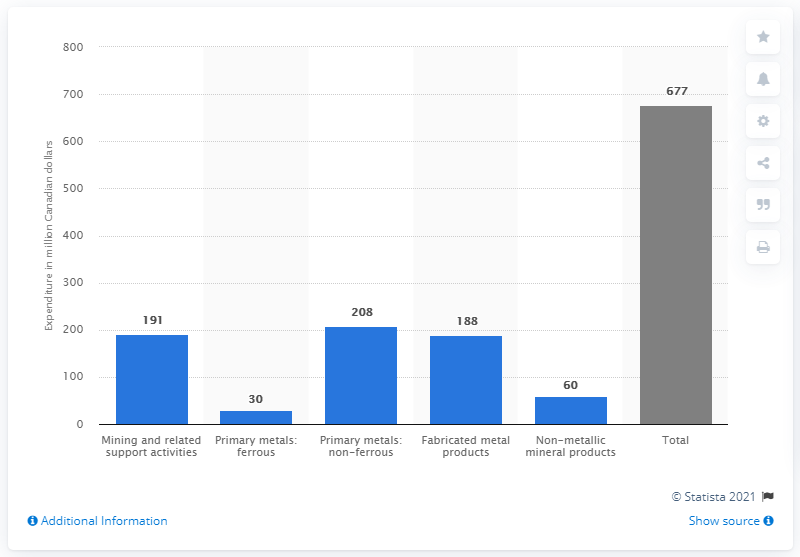 800
700
600
500
400
300
200
100
0
Expenditure in million Canadian dollars
191
30
208
188
60
677
Mining and related
support activities
Primary metals:
ferrous
Primary metals:
non-ferrous
Fabricated metal
products
Non-metallic
mineral products
Total
© Statista 2021
Additional Information
Show source